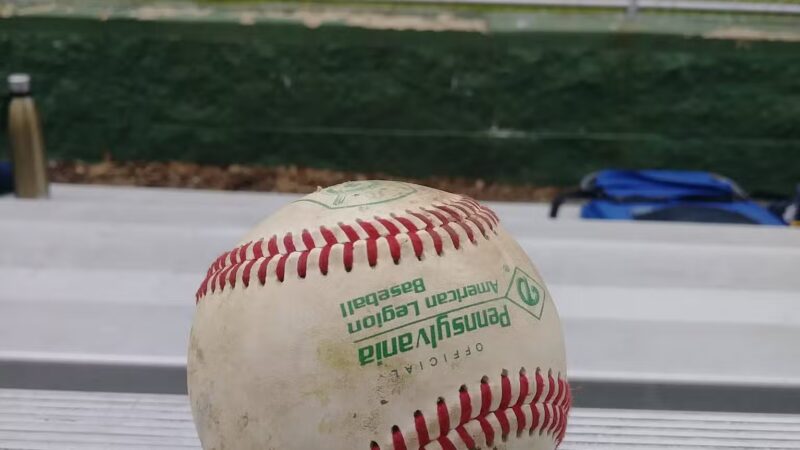 OFFICIAL
Pennsylvania
American Legion
Baseball